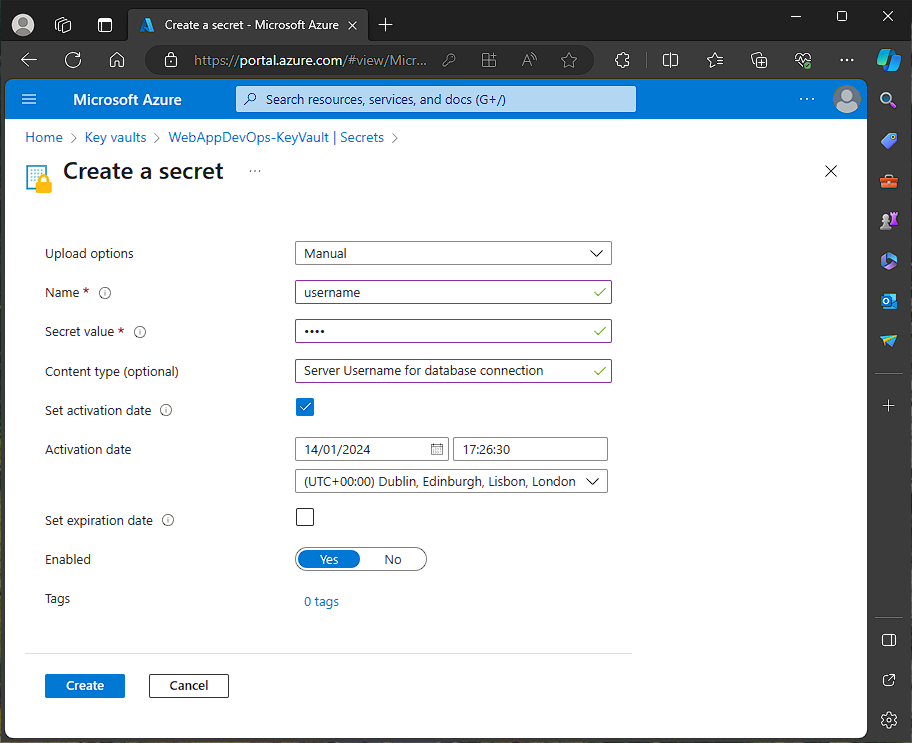 Create a secret - Microsoft Azure
https://portal.azure.com/#view/Micr...
Microsoft Azure
Search resources, services, and docs (G+/)
Home > Key vaults > WebAppDevOps-KeyVault | Secrets >
Create a secret
Upload options Manual
Name * username
Secret value * ••••
Content type (optional) Server Username for database connection
Set activation date
Activation date 14/01/2024 17:26:30
(UTC+00:00) Dublin, Edinburgh, Lisbon, London
Set expiration date
Enabled Yes No
Tags 0 tags
Create Cancel